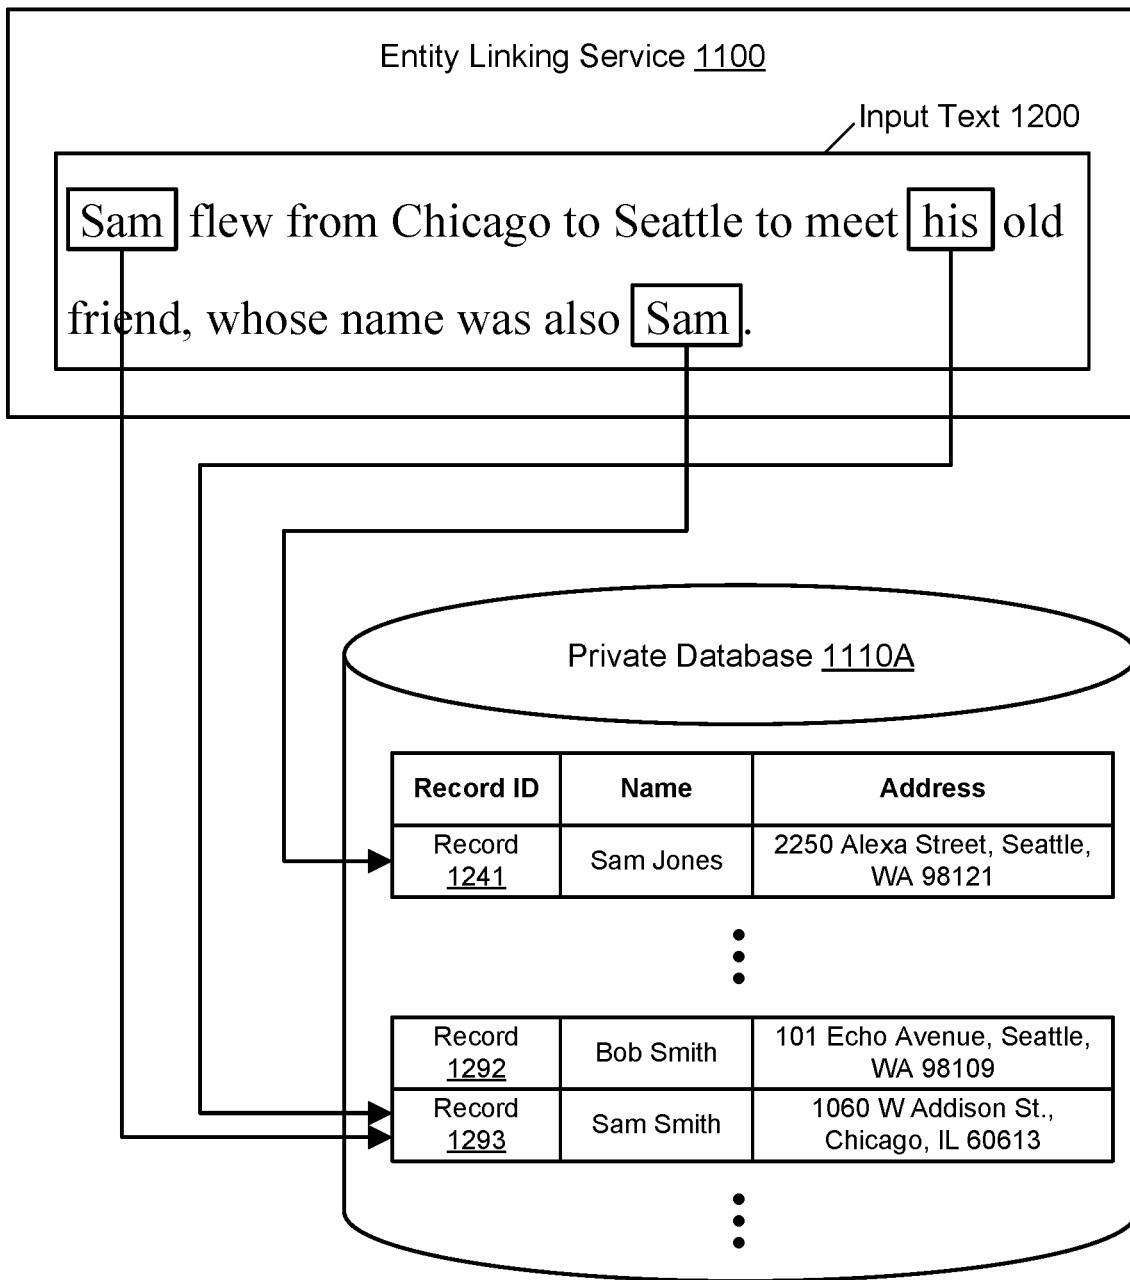 Entity Linking Service 1100
Input Text 1200
Sam flew from Chicago to Seattle to meet his old
friend, whose name was also Sam.
Private Database 1110A
Record ID Name Address
Record 1241 Sam Jones 2250 Alexa Street, Seattle, WA 98121
Record 1292 Bob Smith 101 Echo Avenue, Seattle, WA 98109
Record 1293 Sam Smith 1060 W Addison St., Chicago, IL 60613